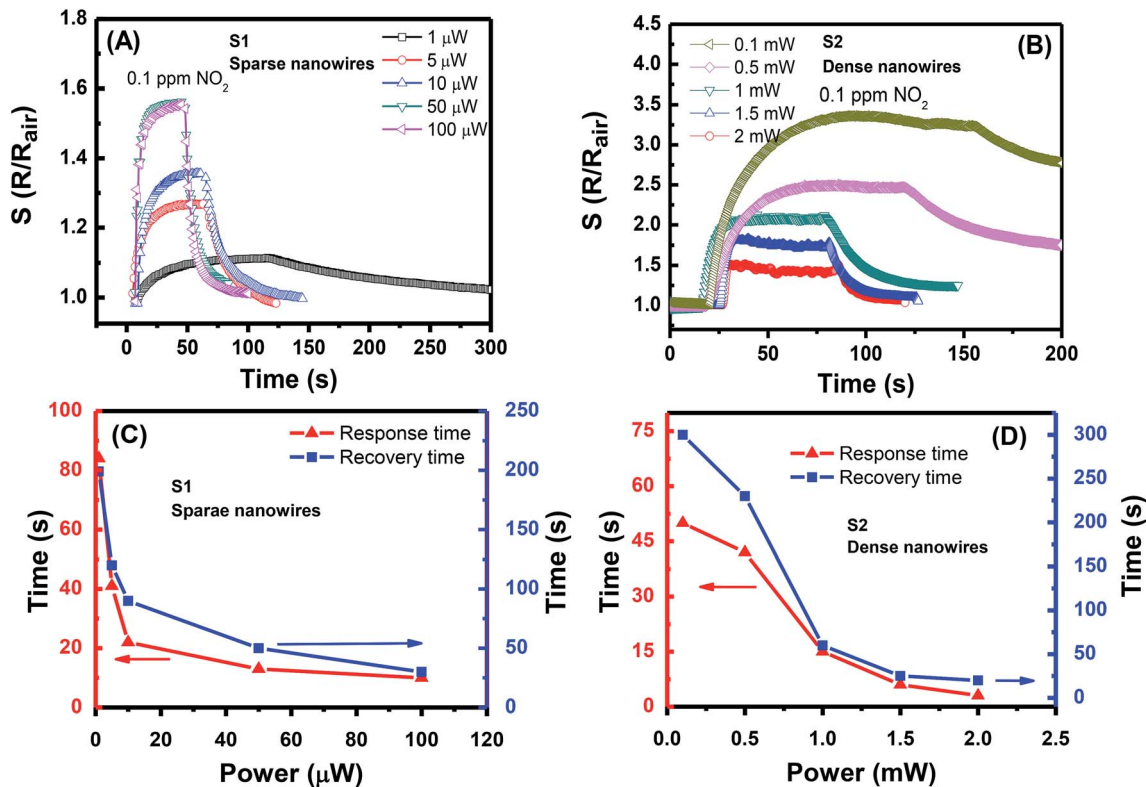 (A)
S1
Sparse nanowires
0.1 ppm NO2
1 μW
5 μW
10 μW
50 μW
100 μW
S (R/Rair)
1.8
1.6
1.4
1.2
1.0
0 50 100 150 200 250 300
Time (s)
(B)
S2
Dense nanowires
0.1 ppm NO2
0.1 mW
0.5 mW
1 mW
1.5 mW
2 mW
S (R/Rair)
4.5
4.0
3.5
3.0
2.5
2.0
1.5
1.0
0 50 100 150 200
Time (s)
(C)
Response time
Recovery time
S1
Sparae nanowires
Time (s)
100
80
60
40
20
0
Time (s)
250
200
150
100
50
0
0 20 40 60 80 100 120
Power (μW)
(D)
Response time
Recovery time
S2
Dense nanowires
Time (s)
75
60
45
30
15
0
Time (s)
300
250
200
150
100
50
0
0.0 0.5 1.0 1.5 2.0 2.5
Power (mW)